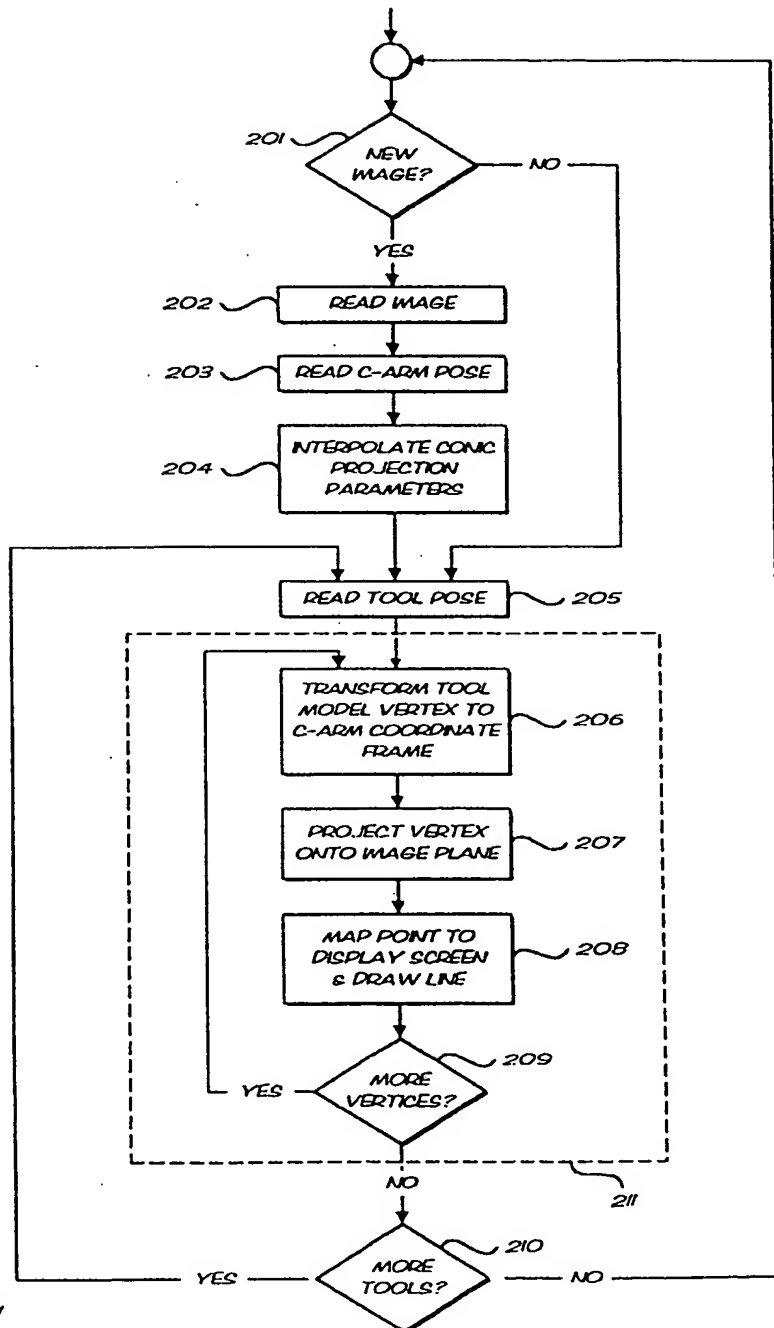 201
NEW
IMAGE?
NO
YES
202
READ IMAGE
203
READ C-ARM POSE
204
INTERPOLATE CONIC
PROJECTION
PARAMETERS
READ TOOL POSE
205
TRANSFORM TOOL
MODEL VERTEX TO
C-ARM COORDINATE
FRAME
206
PROJECT VERTEX
ONTO IMAGE PLANE
207
MAP POINT TO
DISPLAY SCREEN
& DRAW LINE
208
209
MORE
VERTICES?
YES
NO
211
210
MORE
TOOLS?
YES
NO